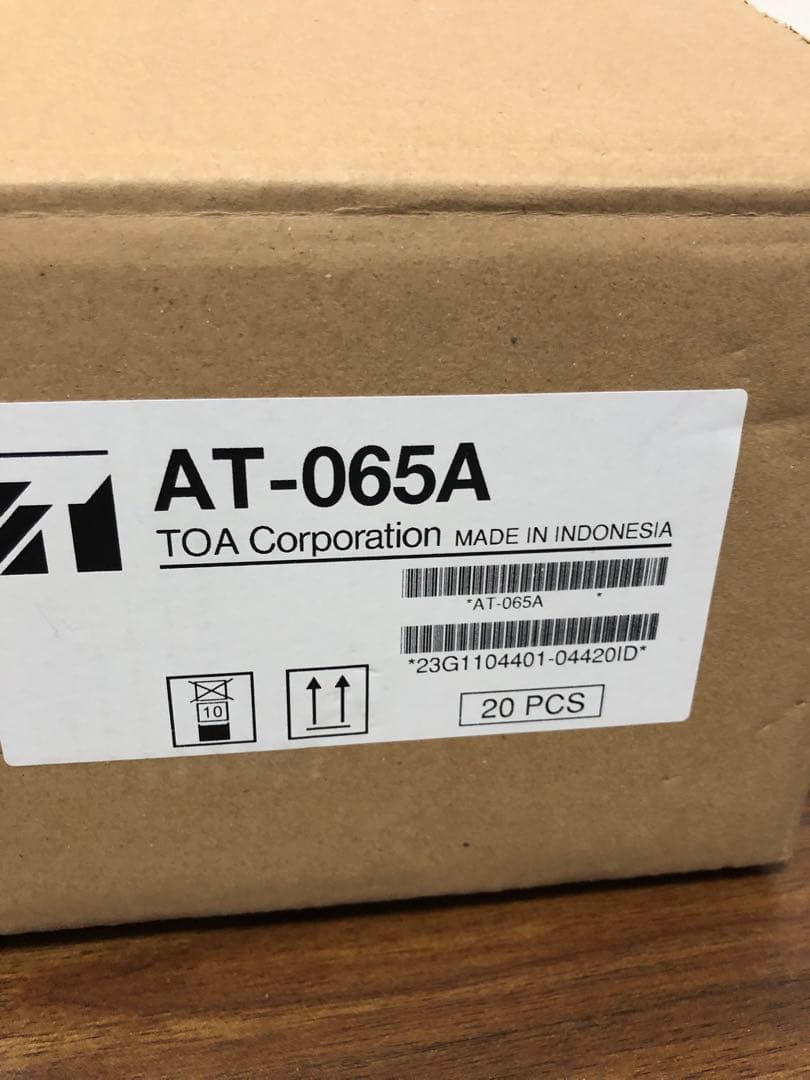 AT-065A
TOA Corporation MADE IN INDONESIA
*AT-065A *
*23G1104401-04420ID*
10
20 PCS